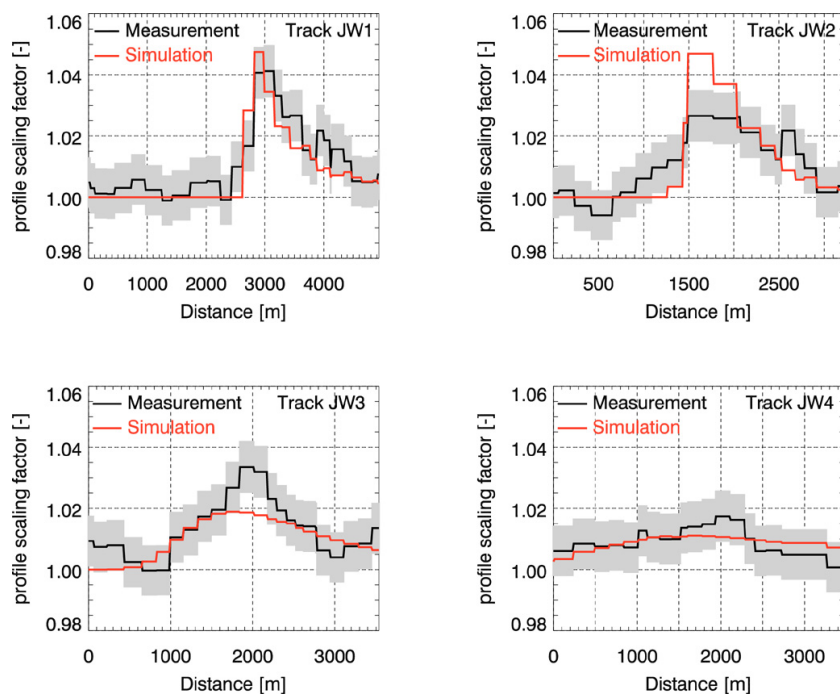 1.06
Measurement Track JW1
Simulation
1.04
1.02
1.00
0.98
profile scaling factor [-]
0 1000 2000 3000 4000
Distance [m]
1.06
Measurement Track JW2
Simulation
1.04
1.02
1.00
0.98
profile scaling factor [-]
500 1500 2500
Distance [m]
1.06
Measurement Track JW3
Simulation
1.04
1.02
1.00
0.98
profile scaling factor [-]
0 1000 2000 3000
Distance [m]
1.06
Measurement Track JW4
Simulation
1.04
1.02
1.00
0.98
profile scaling factor [-]
0 1000 2000 3000
Distance [m]